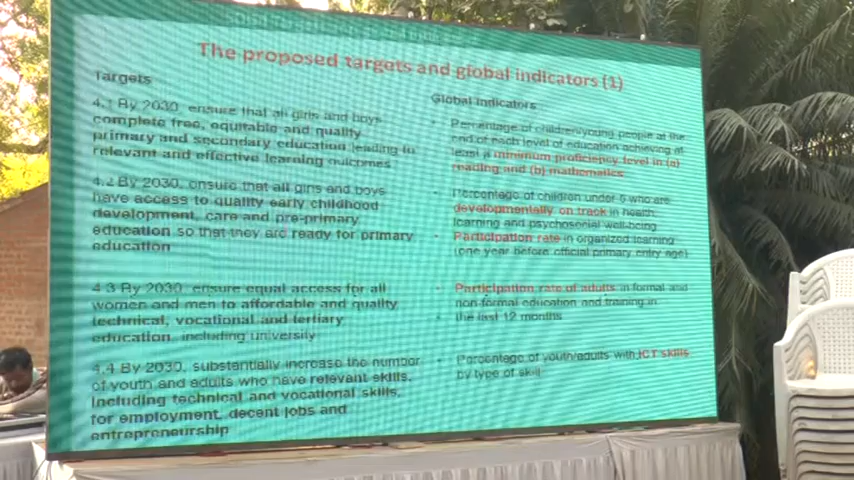 The proposed targets and global indicators (1)
Targets
4.1 By 2030, ensure that all girls and boys
complete free, equitable and quality
primary and secondary education leading to
relevant and effective learning outcomes
4.2 By 2030, ensure that all girls and boys
have access to quality early childhood
development, care and pre-primary
education so that they are ready for primary
education
4.3 By 2030, ensure equal access for all
women and men to affordable and quality
technical, vocational and tertiary
education, including university
4.4 By 2030, substantially increase the number
of youth and adults who have relevant skills,
including technical and vocational skills,
for employment, decent jobs and
entrepreneurship
Global indicators
• Percentage of children/young people at the
end of each level of education achieving at
least a minimum proficiency level in (a)
reading and (b) mathematics
• Percentage of children under 5 who are
developmentally on track in health,
learning and psychosocial well-being
• Participation rate in organized learning
(one year before official primary entry age)
• Participation rate of adults in formal and
non-formal education and training in
• the last 12 months
• Percentage of youth/adults with ICT skills
by type of skill